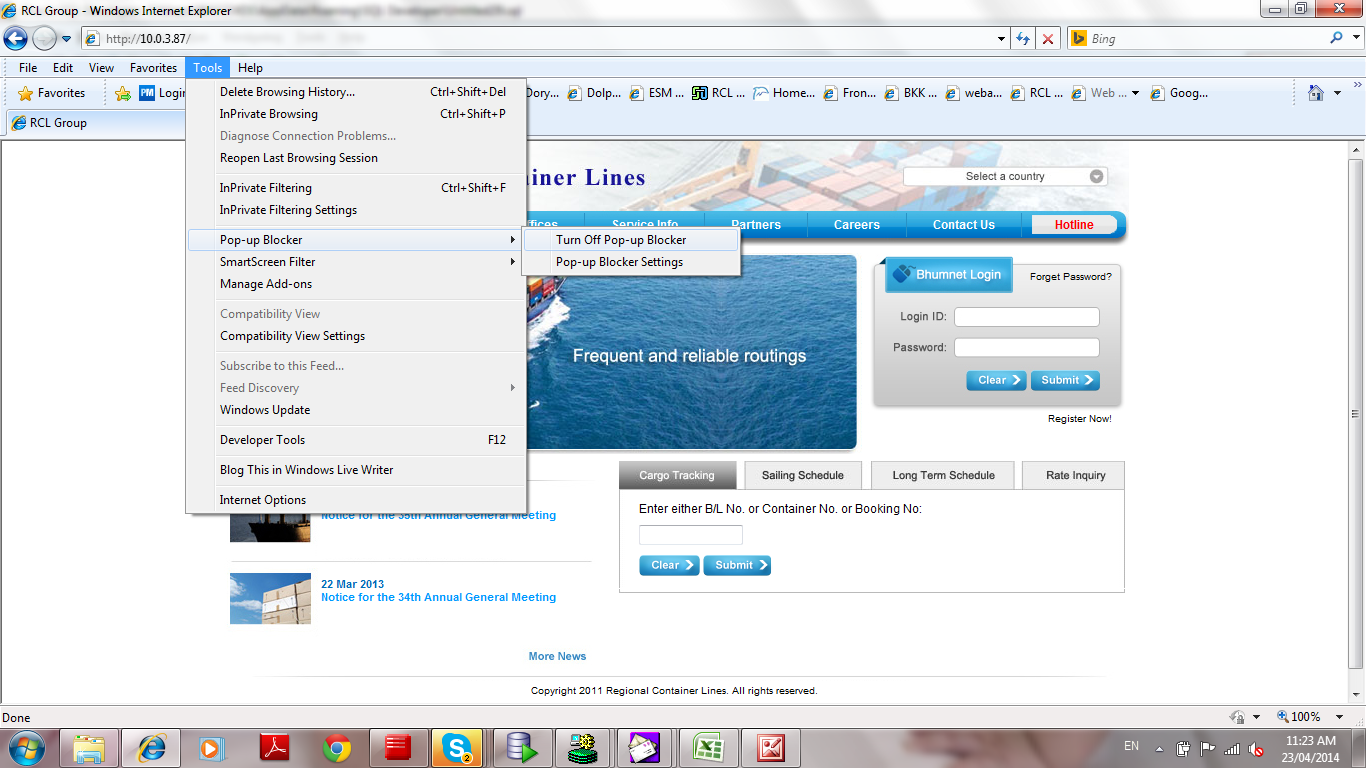 RCL Group - Windows Internet Explorer
http://10.0.3.87/
Bing
File Edit View Favorites Tools Help
Favorites
PM Login
Dory... Dolp... ESM ... RCL ... Home... Fron... BKK ... weba... RCL ... Web ... Goog...
RCL Group
Delete Browsing History... Ctrl+Shift+Del
InPrivate Browsing Ctrl+Shift+P
Diagnose Connection Problems...
Reopen Last Browsing Session
InPrivate Filtering Ctrl+Shift+F
InPrivate Filtering Settings
Pop-up Blocker
SmartScreen Filter
Manage Add-ons
Compatibility View
Compatibility View Settings
Subscribe to this Feed...
Feed Discovery
Windows Update
Developer Tools F12
Blog This in Windows Live Writer
Internet Options
Turn Off Pop-up Blocker
Pop-up Blocker Settings
ainer Lines
Select a country
ffices Service Info Partners Careers Contact Us Hotline
Frequent and reliable routings
Bhumnet Login
Forget Password?
Login ID:
Password:
Clear Submit
Register Now!
Cargo Tracking Sailing Schedule Long Term Schedule Rate Inquiry
Enter either B/L No. or Container No. or Booking No:
Clear Submit
Notice for the 35th Annual General Meeting
22 Mar 2013
Notice for the 34th Annual General Meeting
More News
Copyright 2011 Regional Container Lines. All rights reserved.
Done
100%
EN
11:23 AM
23/04/2014